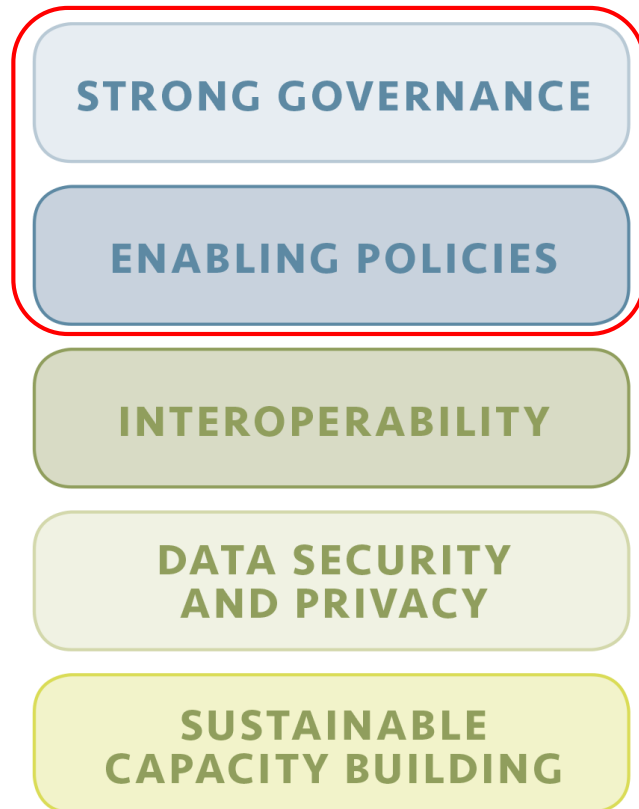 STRONG GOVERNANCE
ENABLING POLICIES
INTEROPERABILITY
DATA SECURITY
AND PRIVACY
SUSTAINABLE
CAPACITY BUILDING